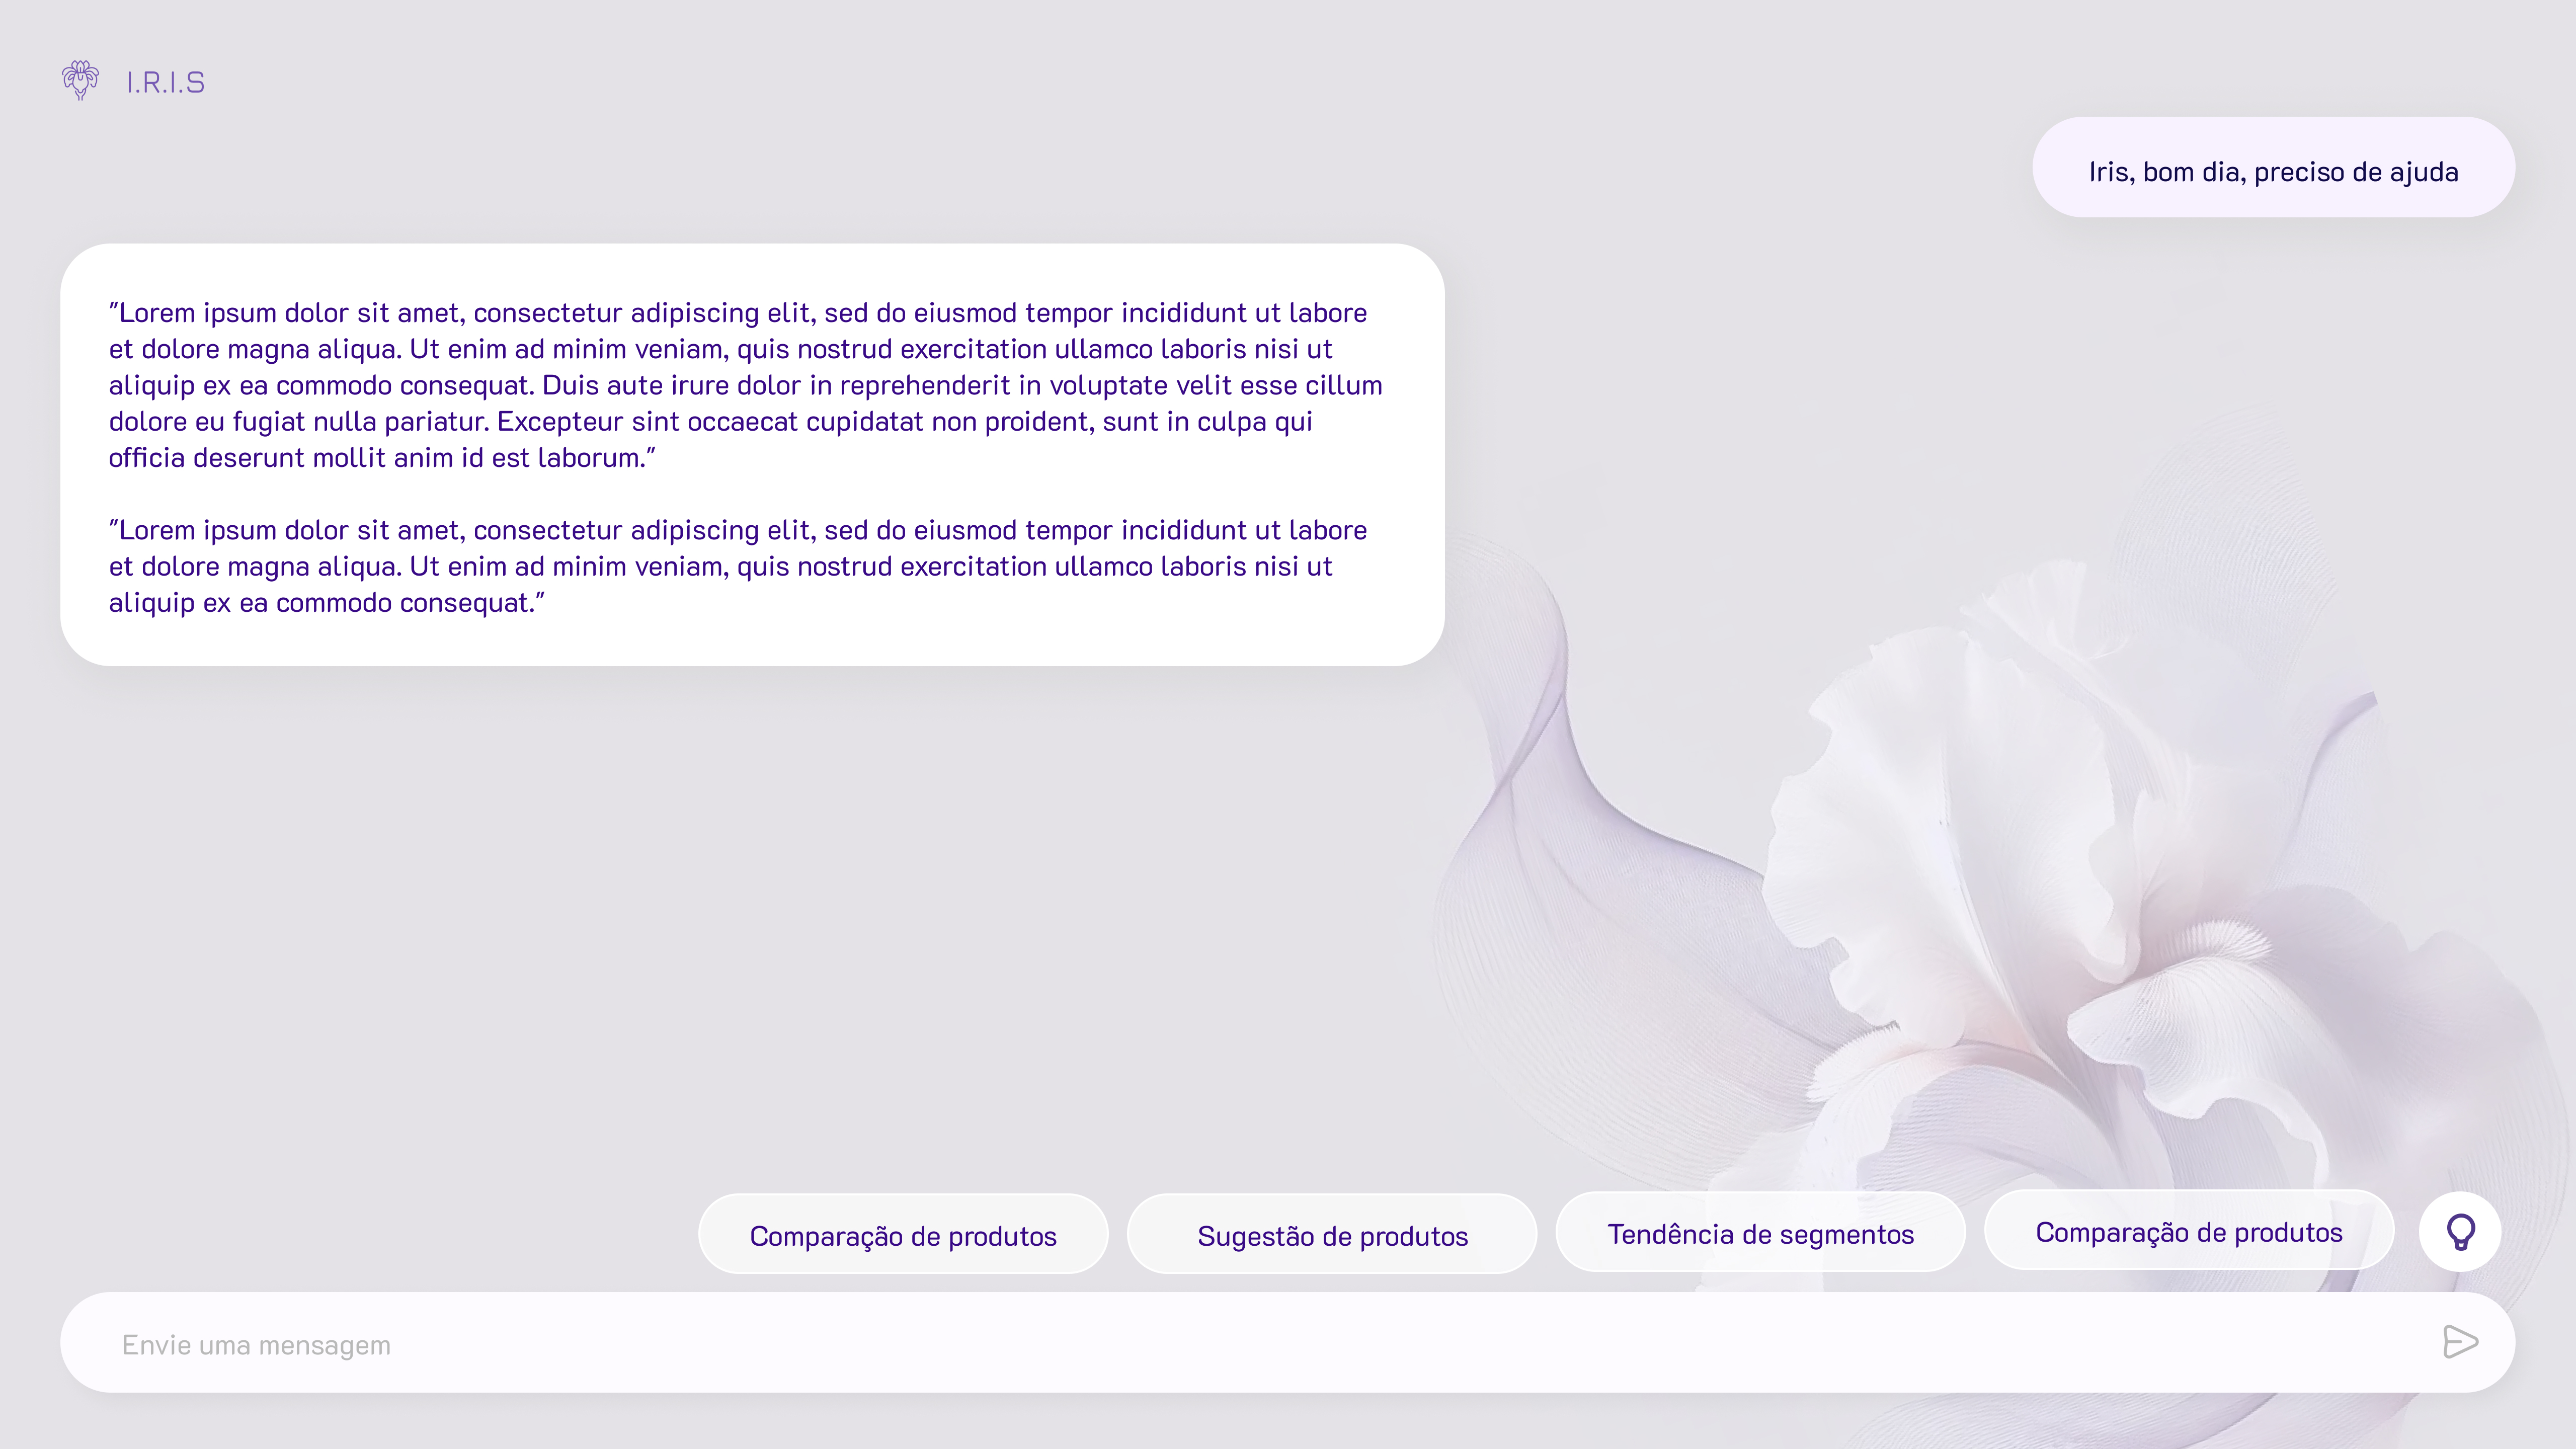 I.R.I.S
Iris, bom dia, preciso de ajuda
"Lorem ipsum dolor sit amet, consectetur adipiscing elit, sed do eiusmod tempor incididunt ut labore
et dolore magna aliqua. Ut enim ad minim veniam, quis nostrud exercitation ullamco laboris nisi ut
aliquip ex ea commodo consequat. Duis aute irure dolor in reprehenderit in voluptate velit esse cillum
dolore eu fugiat nulla pariatur. Excepteur sint occaecat cupidatat non proident, sunt in culpa qui
officia deserunt mollit anim id est laborum."
"Lorem ipsum dolor sit amet, consectetur adipiscing elit, sed do eiusmod tempor incididunt ut labore
et dolore magna aliqua. Ut enim ad minim veniam, quis nostrud exercitation ullamco laboris nisi ut
aliquip ex ea commodo consequat."
Comparação de produtos
Sugestão de produtos
Tendência de segmentos
Comparação de produtos
Envie uma mensagem